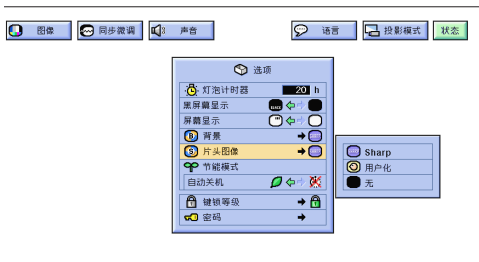 图像
同步微调
声音
语言
投影模式
状态
选项
灯泡计时器 20 h
黑屏幕显示
屏幕显示
背景
片头图像
节能模式
自动关机
键锁等级
密码
Sharp
用户化
无